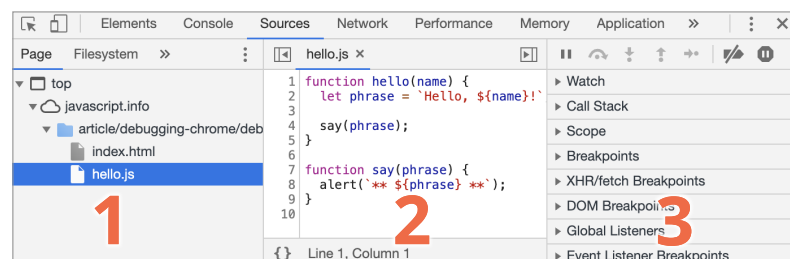 Elements Console Sources Network Performance Memory Application »
Page Filesystem »
top
javascript.info
article/debugging-chrome/deb
index.html
hello.js
1
hello.js ×
1 function hello(name) {
2   let phrase = `Hello, ${name}!`
3
4   say(phrase);
5 }
6
7 function say(phrase) {
8   alert(`** ${phrase} **`);
9 }
10
2
{} Line 1, Column 1
Watch
Call Stack
Scope
Breakpoints
XHR/fetch Breakpoints
DOM Breakpoints
Global Listeners
Event Listener Breakpoints
3